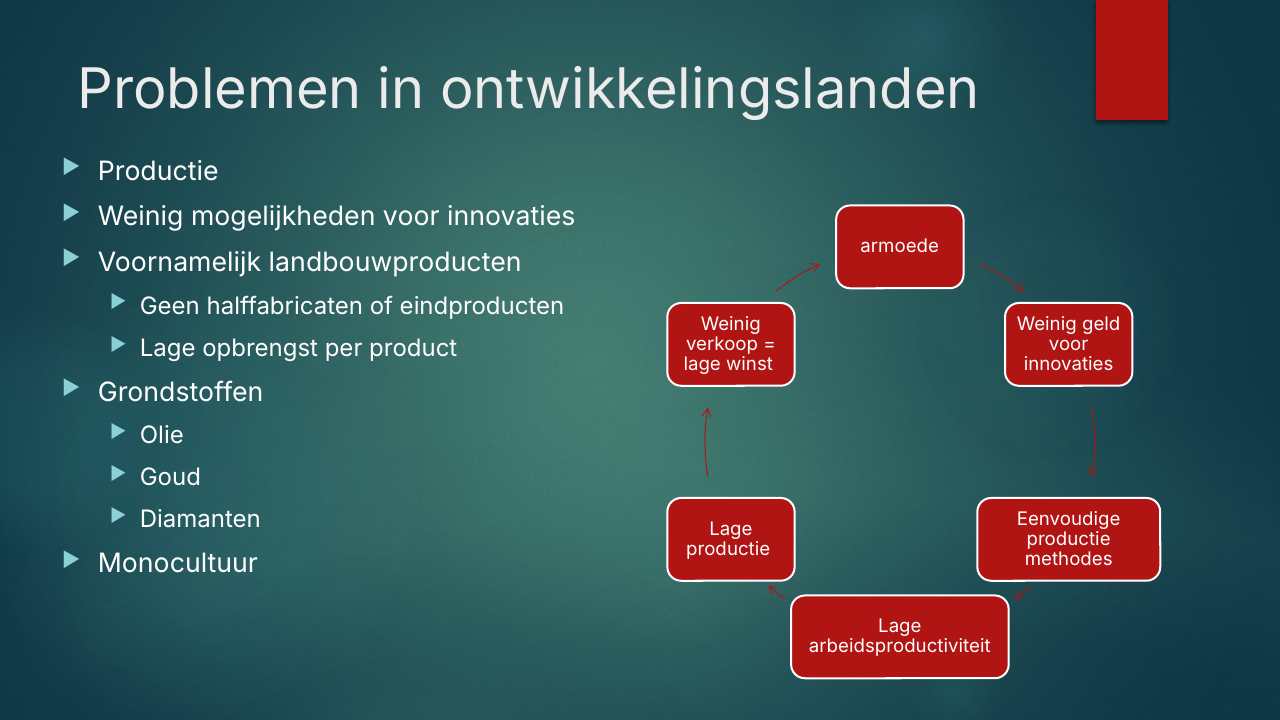 Problemen in ontwikkelingslanden
Productie
Weinig mogelijkheden voor innovaties
Voornamelijk landbouwproducten
Geen halffabricaten of eindproducten
Lage opbrengst per product
Grondstoffen
Olie
Goud
Diamanten
Monocultuur
armoede
Weinig geld
voor
innovaties
Eenvoudige
productie
methodes
Lage
arbeidsproductiviteit
Lage
productie
Weinig
verkoop =
lage winst